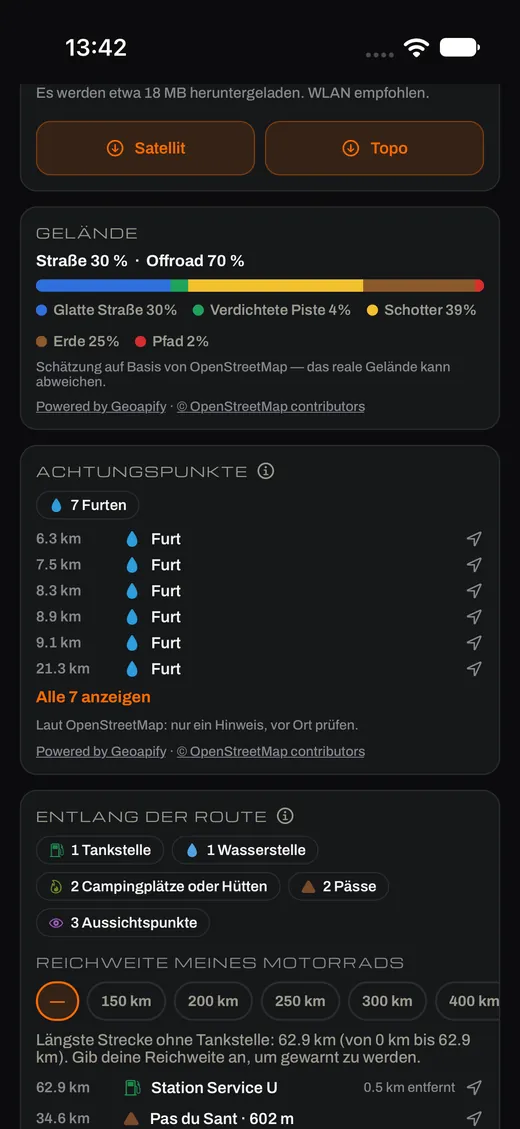 13:42
Es werden etwa 18 MB heruntergeladen. WLAN empfohlen.
Satellit
Topo
GELÄNDE
Straße 30 % · Offroad 70 %
Glatte Straße 30% Verdichtete Piste 4% Schotter 39%
Erde 25% Pfad 2%
Schätzung auf Basis von OpenStreetMap — das reale Gelände kann
abweichen.
Powered by Geoapify · © OpenStreetMap contributors
ACHTUNGSPUNKTE
7 Furten
6.3 km Furt
7.5 km Furt
8.3 km Furt
8.9 km Furt
9.1 km Furt
21.3 km Furt
Alle 7 anzeigen
Laut OpenStreetMap: nur ein Hinweis, vor Ort prüfen.
Powered by Geoapify · © OpenStreetMap contributors
ENTLANG DER ROUTE
1 Tankstelle 1 Wasserstelle
2 Campingplätze oder Hütten 2 Pässe
3 Aussichtspunkte
REICHWEITE MEINES MOTORRADS
— 150 km 200 km 250 km 300 km 400 km
Längste Strecke ohne Tankstelle: 62.9 km (von 0 km bis 62.9
km). Gib deine Reichweite an, um gewarnt zu werden.
62.9 km Station Service U 0.5 km entfernt
34.6 km Pas du Sant · 602 m